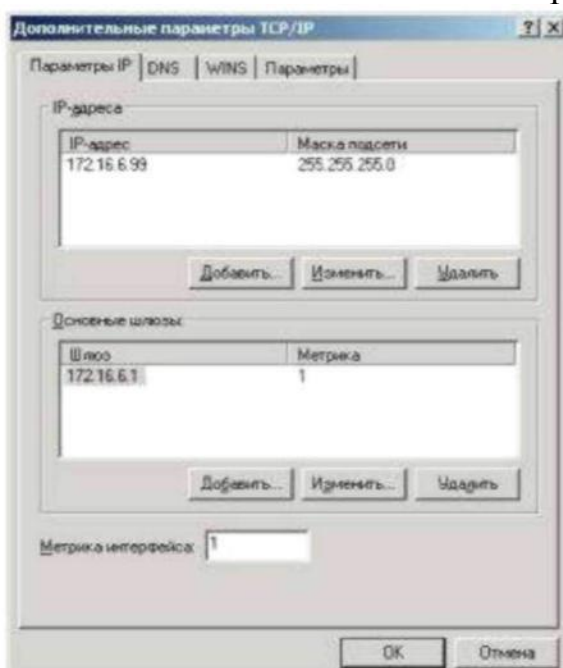 Дополнительные параметры TCP/IP
Параметры IP DNS WINS Параметры
IP-адреса
IP-адрес Маска подсети
172.16.6.99 255.255.255.0
Добавить... Изменить... Удалить
Основные шлюзы:
Шлюз Метрика
172.16.6.1 1
Добавить... Изменить... Удалить
Метрика интерфейса: 1
OK Отмена